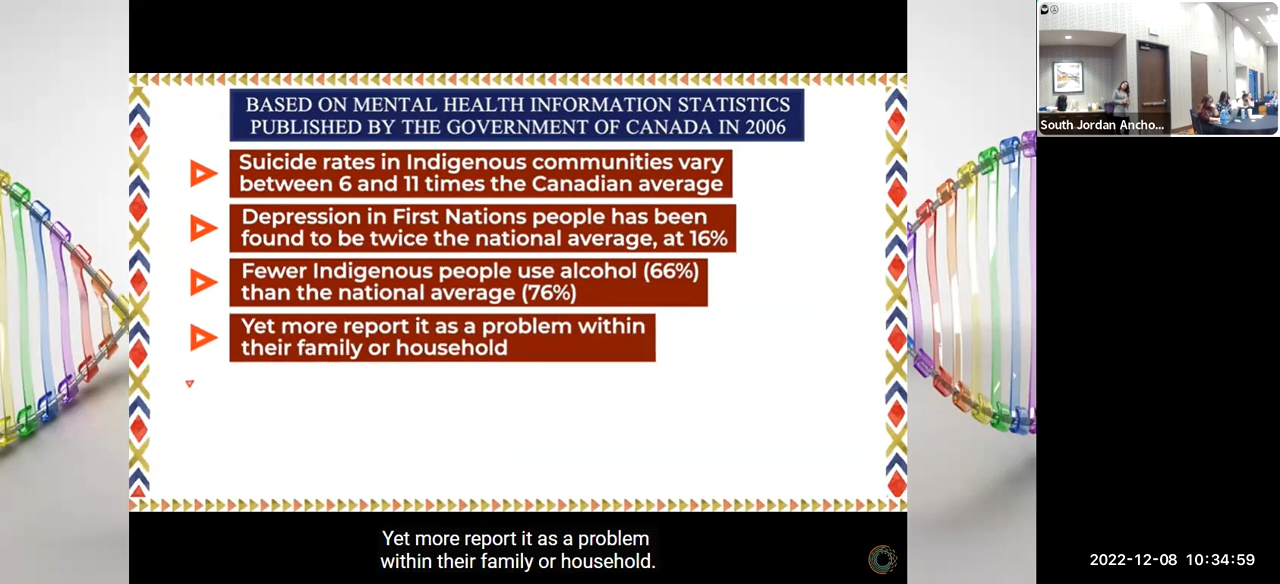 BASED ON MENTAL HEALTH INFORMATION STATISTICS
PUBLISHED BY THE GOVERNMENT OF CANADA IN 2006
Suicide rates in Indigenous communities vary
between 6 and 11 times the Canadian average
Depression in First Nations people has been
found to be twice the national average, at 16%
Fewer Indigenous people use alcohol (66%)
than the national average (76%)
Yet more report it as a problem within
their family or household
Yet more report it as a problem
within their family or household.
South Jordan Ancho...
2022-12-08 10:34:59